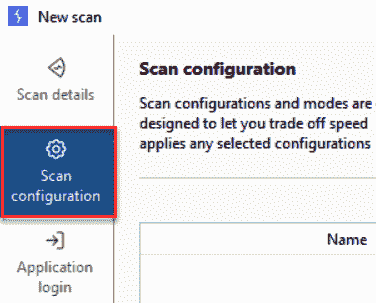 New scan
Scan details
Scan
configuration
Application
login
Scan configuration
Scan configurations and modes are
designed to let you trade off speed
applies any selected configurations
Name